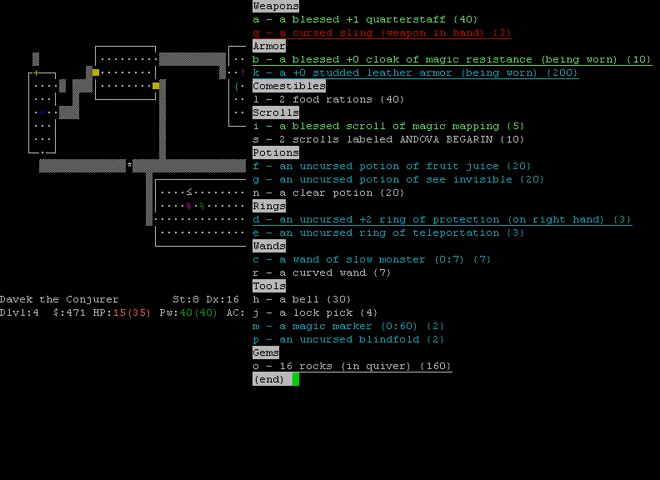 Weapons
a - a blessed +1 quarterstaff {40}
q - a cursed sling (weapon in hand) {3}
Armor
b - a blessed +0 cloak of magic resistance (being worn) {10}
k - a +0 studded leather armor (being worn) {200}
Comestibles
l - 2 food rations {40}
Scrolls
i - a blessed scroll of magic mapping {5}
s - 2 scrolls labeled ANDOVA BEGARIN {10}
Potions
f - an uncursed potion of fruit juice {20}
g - an uncursed potion of see invisible {20}
n - a clear potion {20}
Rings
d - an uncursed +2 ring of protection (on right hand) {3}
e - an uncursed ring of teleportation {3}
Wands
c - a wand of slow monster (0:7) {7}
r - a curved wand {7}
Tools
h - a bell {30}
j - a lock pick {4}
m - a magic marker (0:60) {2}
p - an uncursed blindfold {2}
Gems
o - 16 rocks (in quiver) {160}
(end)
Davek the Conjurer St:8 Dx:16
Dlvl:4 $:471 HP:15(35) Pw:40(40) AC: